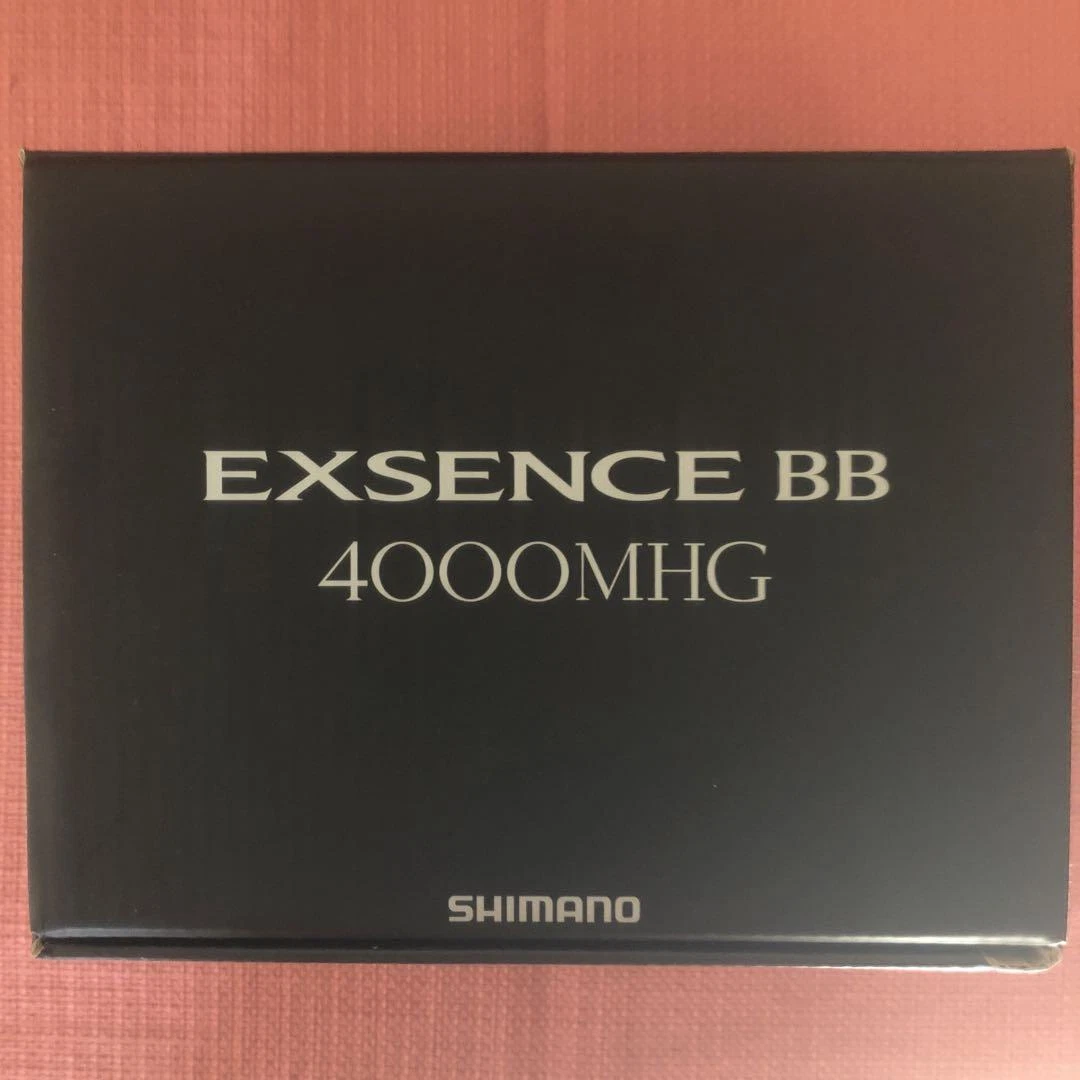 EXSENCE BB
4000MHG
SHIMANO